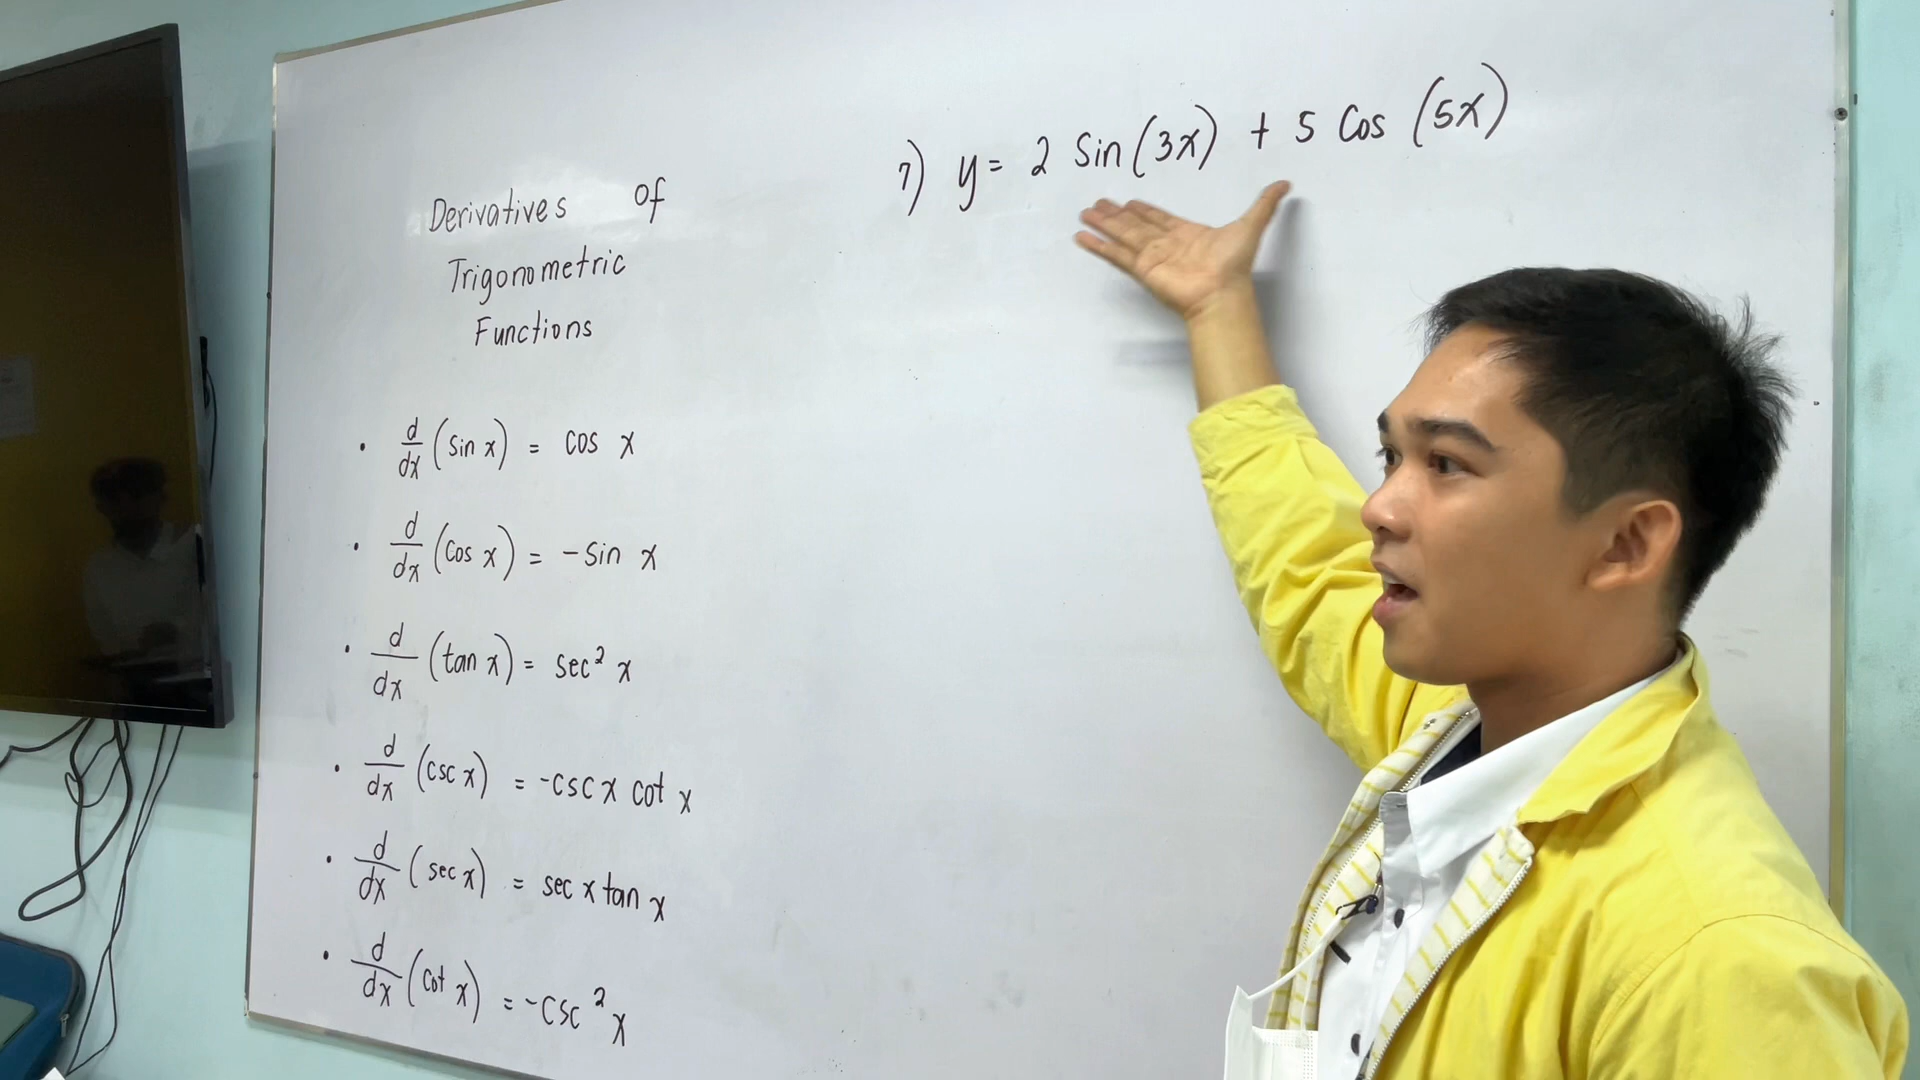 Derivatives of
Trigonometric
Functions
• d/dx (sin x) = cos x
• d/dx (cos x) = -sin x
• d/dx (tan x) = sec² x
• d/dx (csc x) = -csc x cot x
• d/dx (sec x) = sec x tan x
• d/dx (cot x) = -csc² x
7) y = 2 sin(3x) + 5 cos (5x)